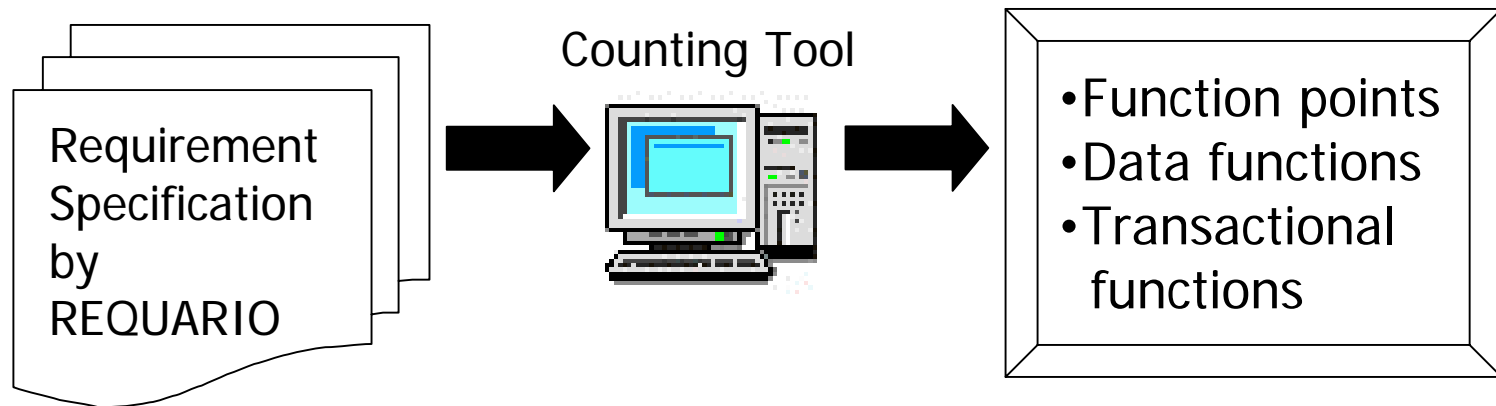 Counting Tool
Requirement
Specification
by
REQUARIO
•Function points
•Data functions
•Transactional
functions